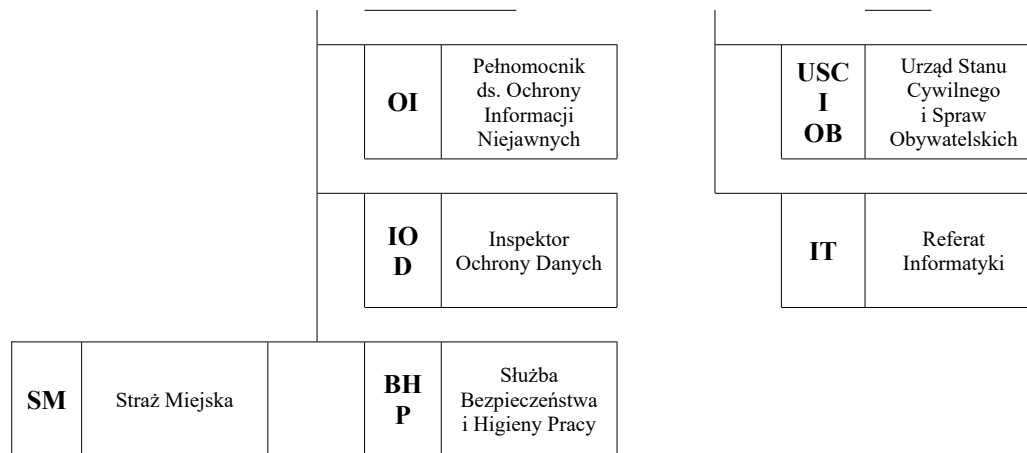 OI
Pełnomocnik
ds. Ochrony
Informacji
Niejawnych
USC
I
OB
Urząd Stanu
Cywilnego
i Spraw
Obywatelskich
IO
D
Inspektor
Ochrony Danych
IT
Referat
Informatyki
SM
Straż Miejska
BH
P
Służba
Bezpieczeństwa
i Higieny Pracy